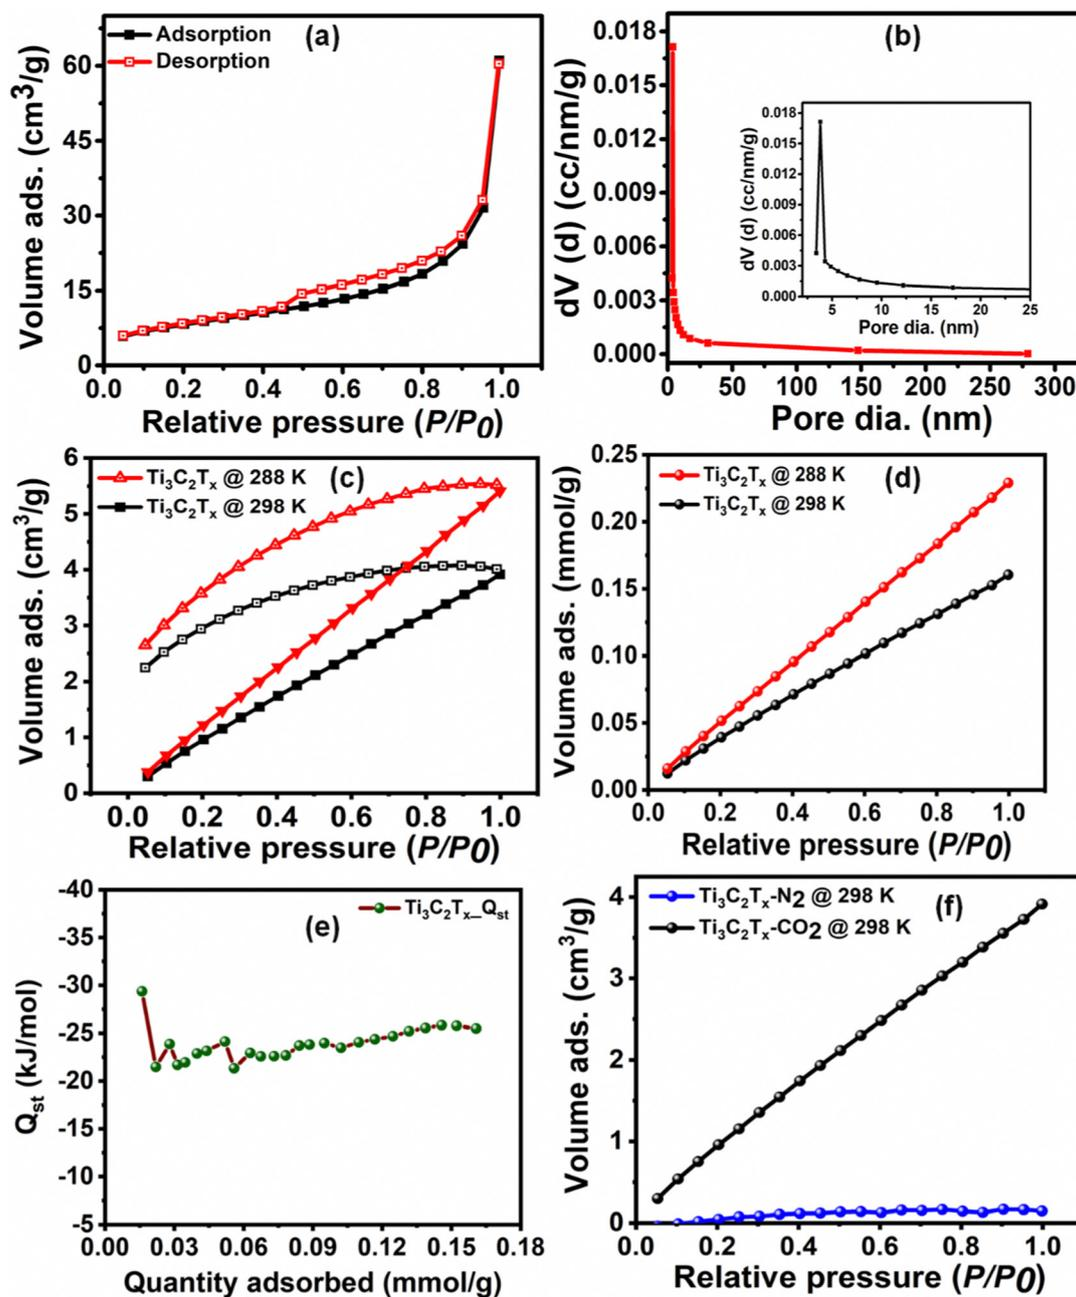 (a)
Adsorption
Desorption
Volume ads. (cm³/g)
60
45
30
15
0
0.0 0.2 0.4 0.6 0.8 1.0
Relative pressure (P/P0)
(b)
dV (d) (cc/nm/g)
0.018
0.015
0.012
0.009
0.006
0.003
0.000
0 50 100 150 200 250 300
Pore dia. (nm)
dV (d) (cc/nm/g)
0.018
0.015
0.012
0.009
0.006
0.003
0.000
5 10 15 20 25
Pore dia. (nm)
(c)
Ti₃C₂Tₓ @ 288 K
Ti₃C₂Tₓ @ 298 K
Volume ads. (cm³/g)
6
5
4
3
2
1
0
0.0 0.2 0.4 0.6 0.8 1.0
Relative pressure (P/P0)
(d)
Ti₃C₂Tₓ @ 288 K
Ti₃C₂Tₓ @ 298 K
Volume ads. (mmol/g)
0.25
0.20
0.15
0.10
0.05
0.00
0.0 0.2 0.4 0.6 0.8 1.0
Relative pressure (P/P0)
(e)
Ti₃C₂Tₓ_Qst
Qst (kJ/mol)
-40
-35
-30
-25
-20
-15
-10
-5
0.00 0.03 0.06 0.09 0.12 0.15 0.18
Quantity adsorbed (mmol/g)
(f)
Ti₃C₂Tₓ-N2 @ 298 K
Ti₃C₂Tₓ-CO2 @ 298 K
Volume ads. (cm³/g)
4
3
2
1
0
0.0 0.2 0.4 0.6 0.8 1.0
Relative pressure (P/P0)